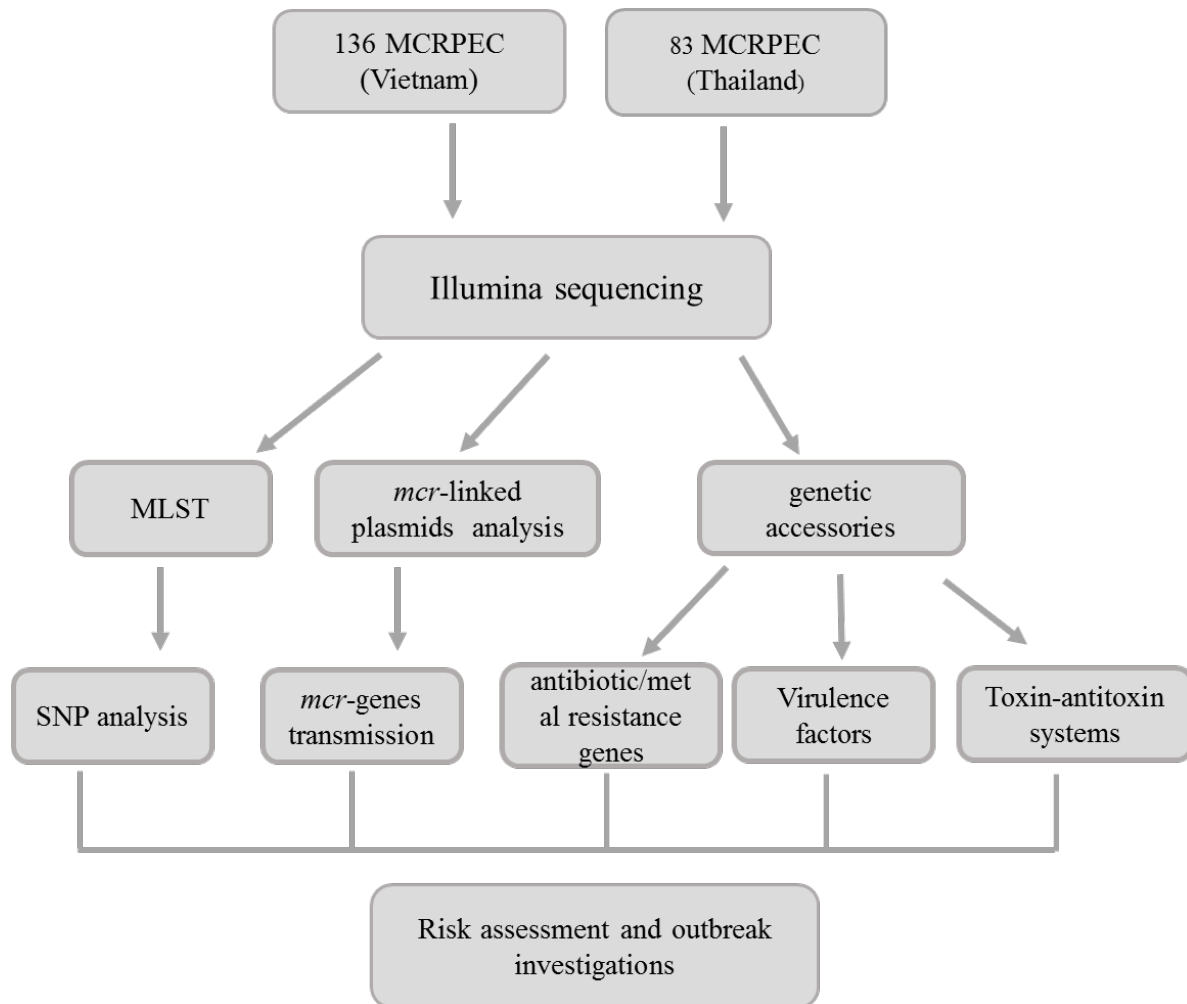 136 MCRPEC
(Vietnam)
83 MCRPEC
(Thailand)
Illumina sequencing
MLST
mcr-linked
plasmids analysis
genetic
accessories
SNP analysis
mcr-genes
transmission
antibiotic/met
al resistance
genes
Virulence
factors
Toxin-antitoxin
systems
Risk assessment and outbreak
investigations